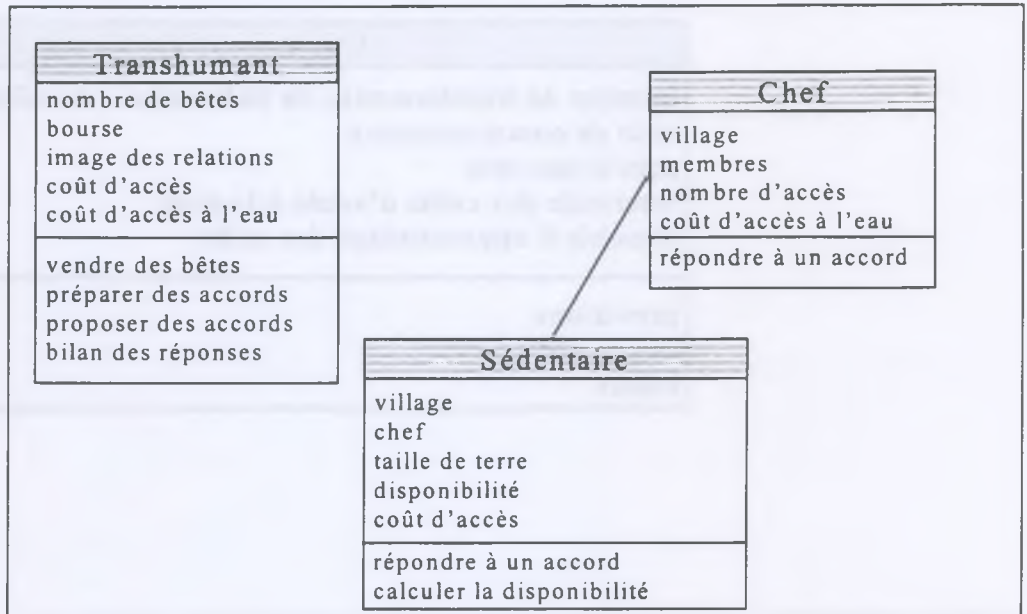 Transhumant
nombre de bêtes
bourse
image des relations
coût d'accès
coût d'accès à l'eau
vendre des bêtes
préparer des accords
proposer des accords
bilan des réponses
Chef
village
membres
nombre d'accès
coût d'accès à l'eau
répondre à un accord
Sédentaire
village
chef
taille de terre
disponibilité
coût d'accès
répondre à un accord
calculer la disponibilité